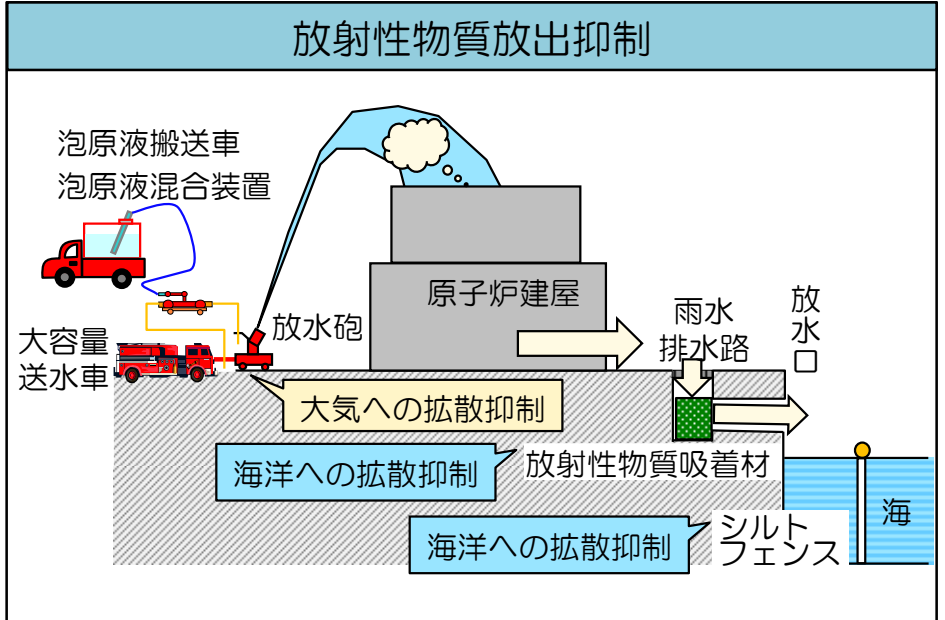 放射性物質放出抑制
泡原液搬送車
泡原液混合装置
大容量
送水車
放水砲
原子炉建屋
雨水
排水路
放
水
口
大気への拡散抑制
海洋への拡散抑制
放射性物質吸着材
海洋への拡散抑制
シルト
フェンス
海